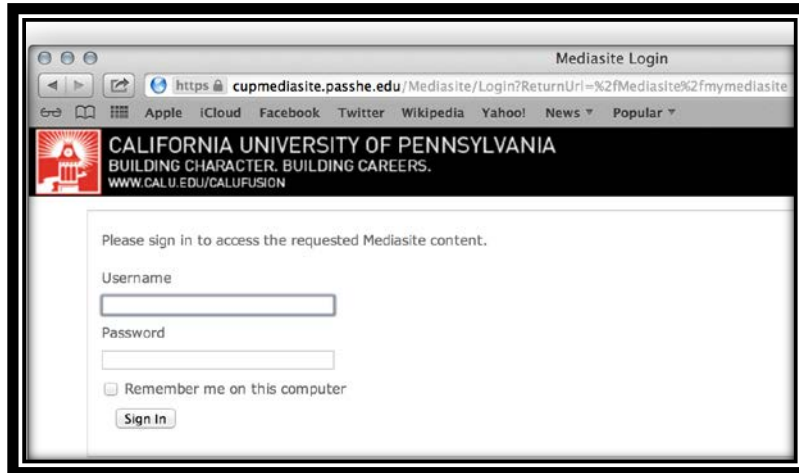 Mediasite Login
https cupmediasite.passhe.edu/Mediasite/Login?ReturnUrl=%2fMediasite%2fmymediasite
Apple iCloud Facebook Twitter Wikipedia Yahoo! News Popular
CALIFORNIA UNIVERSITY OF PENNSYLVANIA
BUILDING CHARACTER. BUILDING CAREERS.
WWW.CALU.EDU/CALUFUSION
Please sign in to access the requested Mediasite content.
Username
Password
Remember me on this computer
Sign In